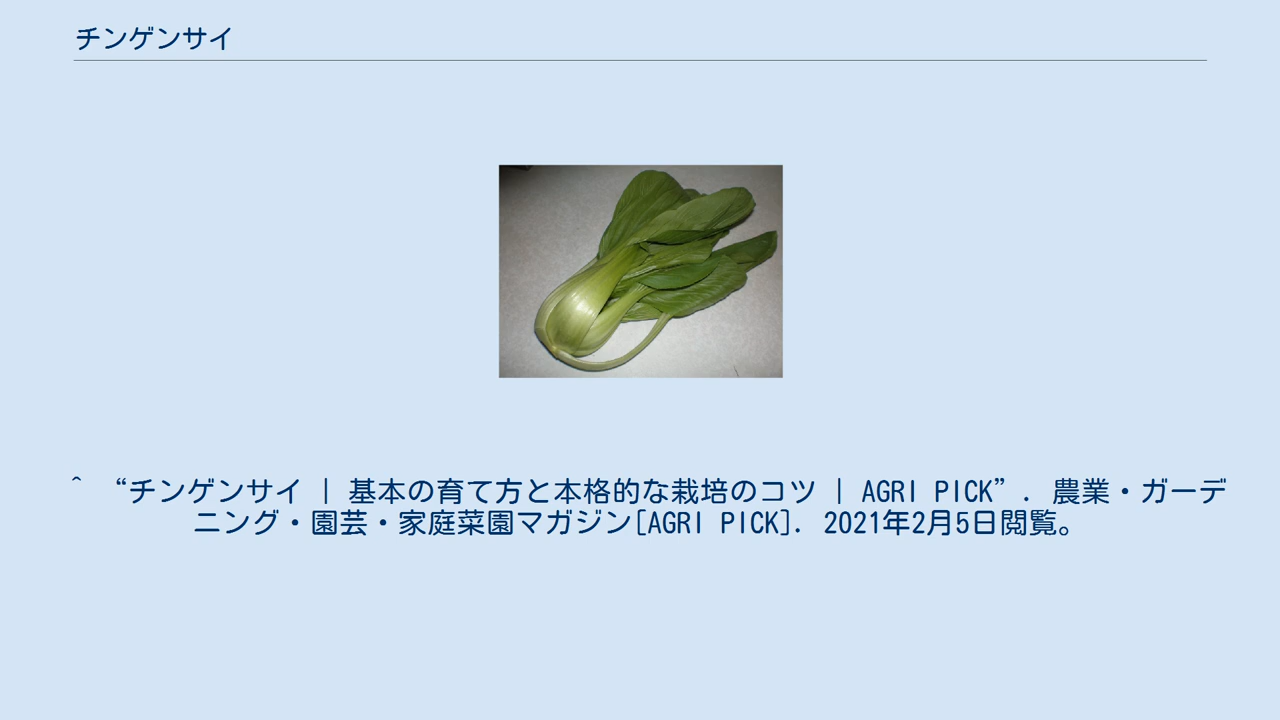 チンゲンサイ
^ “チンゲンサイ | 基本の育て方と本格的な栽培のコツ | AGRI PICK”. 農業・ガーデ
ニング・園芸・家庭菜園マガジン[AGRI PICK]. 2021年2月5日閲覧。